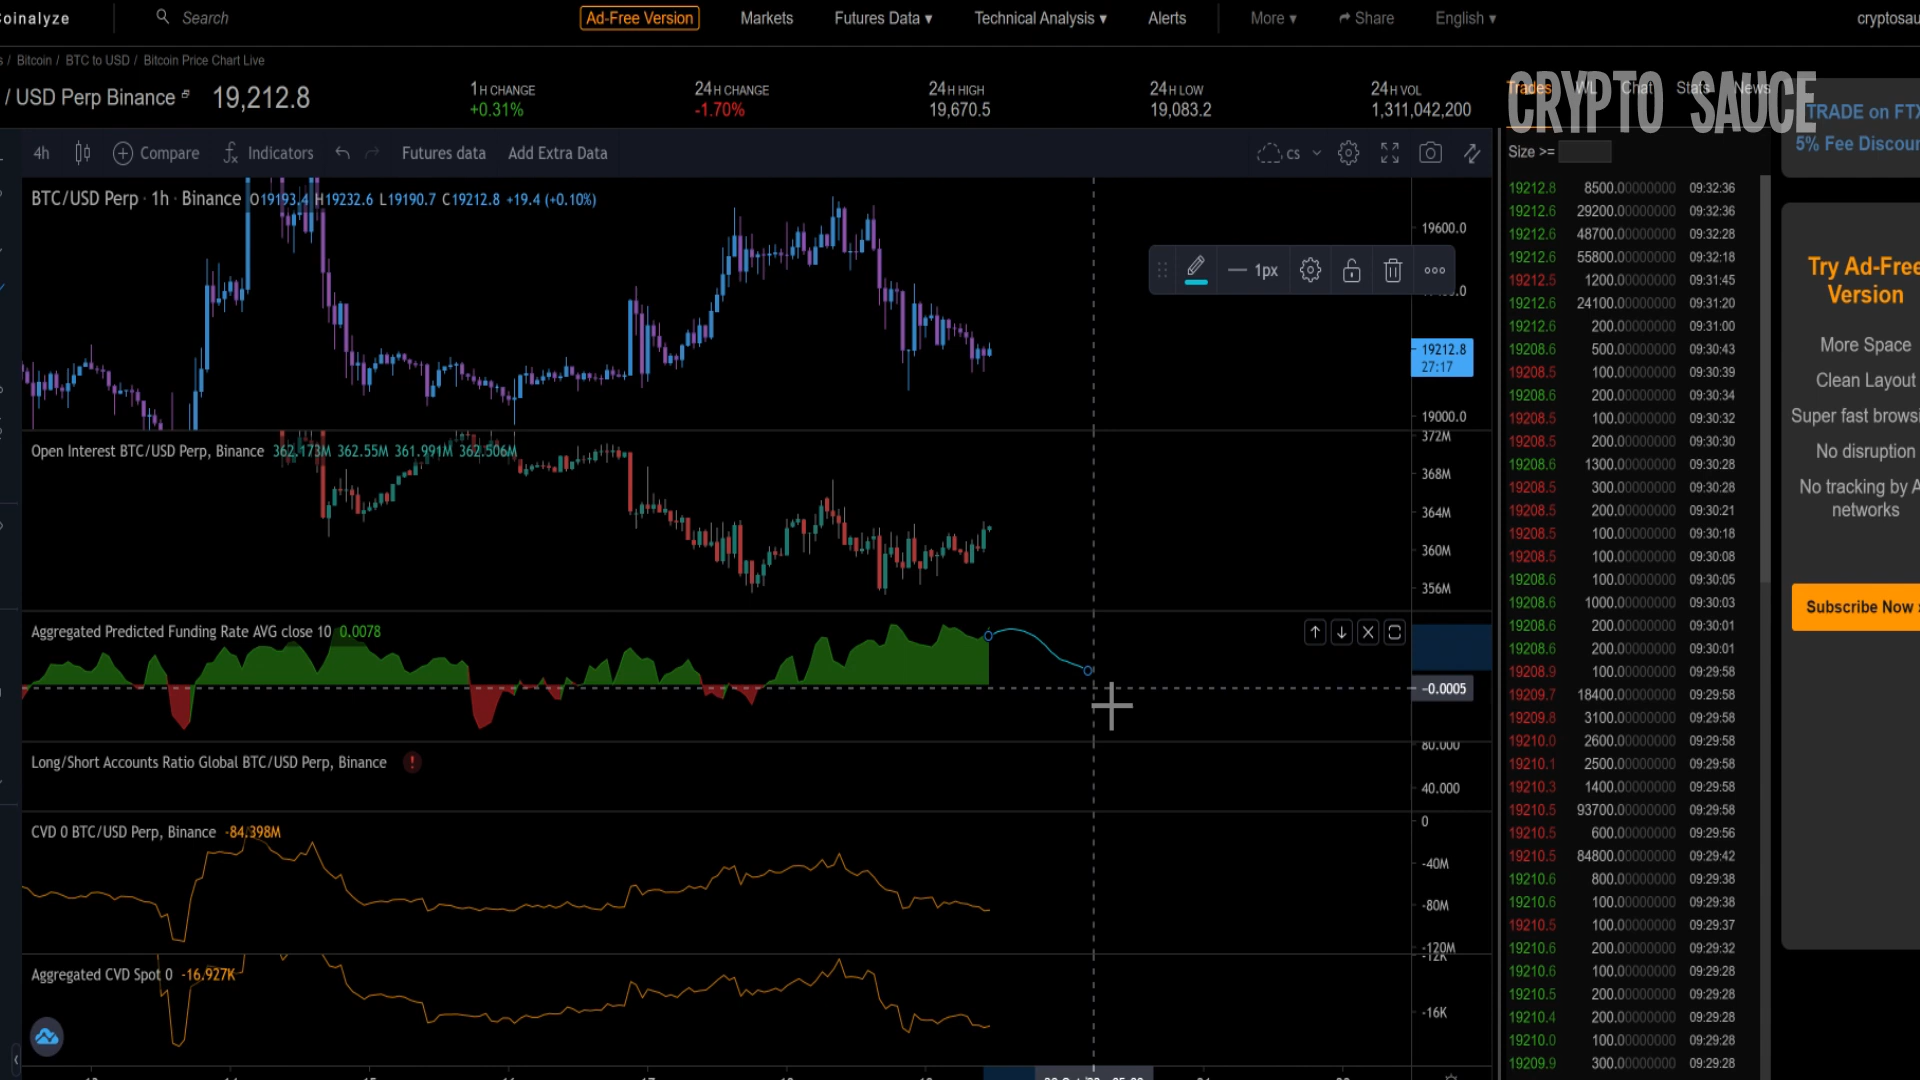 Coinalyze
Search
Ad-Free Version
Markets
Futures Data ▾
Technical Analysis ▾
Alerts
More ▾
Share
English ▾
cryptosau
s / Bitcoin / BTC to USD / Bitcoin Price Chart Live
/ USD Perp Binance
19,212.8
1H CHANGE
+0.31%
24H CHANGE
-1.70%
24H HIGH
19,670.5
24H LOW
19,083.2
24H VOL
1,311,042,200
Trades
WL
Chat
Stats
News
CRYPTO SAUCE
TRADE on FTX
5% Fee Discoun
4h
Compare
Indicators
Futures data
Add Extra Data
cs
Size >=
BTC/USD Perp · 1h · Binance O19193.4 H19232.6 L19190.7 C19212.8 +19.4 (+0.10%)
1px
19600.0
19212.8
27:17
19000.0
Open Interest BTC/USD Perp, Binance 362.173M 362.55M 361.991M 362.506M
372M
368M
364M
360M
356M
Aggregated Predicted Funding Rate AVG close 10 0.0078
-0.0005
Long/Short Accounts Ratio Global BTC/USD Perp, Binance !
80.000
40.000
CVD 0 BTC/USD Perp, Binance -84.398M
0
-40M
-80M
-120M
Aggregated CVD Spot 0 -16.927K
-12K
-16K
19212.8 8500.00000000 09:32:36
19212.6 29200.00000000 09:32:36
19212.6 48700.00000000 09:32:28
19212.6 55800.00000000 09:32:18
19212.5 1200.00000000 09:31:45
19212.6 24100.00000000 09:31:20
19212.6 200.00000000 09:31:00
19208.6 500.00000000 09:30:43
19208.5 100.00000000 09:30:39
19208.6 200.00000000 09:30:34
19208.5 100.00000000 09:30:32
19208.5 200.00000000 09:30:30
19208.6 1300.00000000 09:30:28
19208.5 300.00000000 09:30:28
19208.5 200.00000000 09:30:21
19208.5 100.00000000 09:30:18
19208.5 100.00000000 09:30:08
19208.6 100.00000000 09:30:05
19208.6 1000.00000000 09:30:03
19208.6 200.00000000 09:30:01
19208.6 200.00000000 09:30:01
19208.9 100.00000000 09:29:58
19209.7 18400.00000000 09:29:58
19209.8 3100.00000000 09:29:58
19210.0 2600.00000000 09:29:58
19210.1 2500.00000000 09:29:58
19210.3 1400.00000000 09:29:58
19210.5 93700.00000000 09:29:58
19210.5 600.00000000 09:29:56
19210.5 84800.00000000 09:29:42
19210.6 800.00000000 09:29:38
19210.6 100.00000000 09:29:38
19210.5 100.00000000 09:29:37
19210.6 200.00000000 09:29:32
19210.6 100.00000000 09:29:28
19210.5 200.00000000 09:29:28
19210.4 200.00000000 09:29:28
19210.0 100.00000000 09:29:28
19209.9 300.00000000 09:29:28
Try Ad-Free
Version
More Space
Clean Layout
Super fast browsi
No disruption
No tracking by A
networks
Subscribe Now